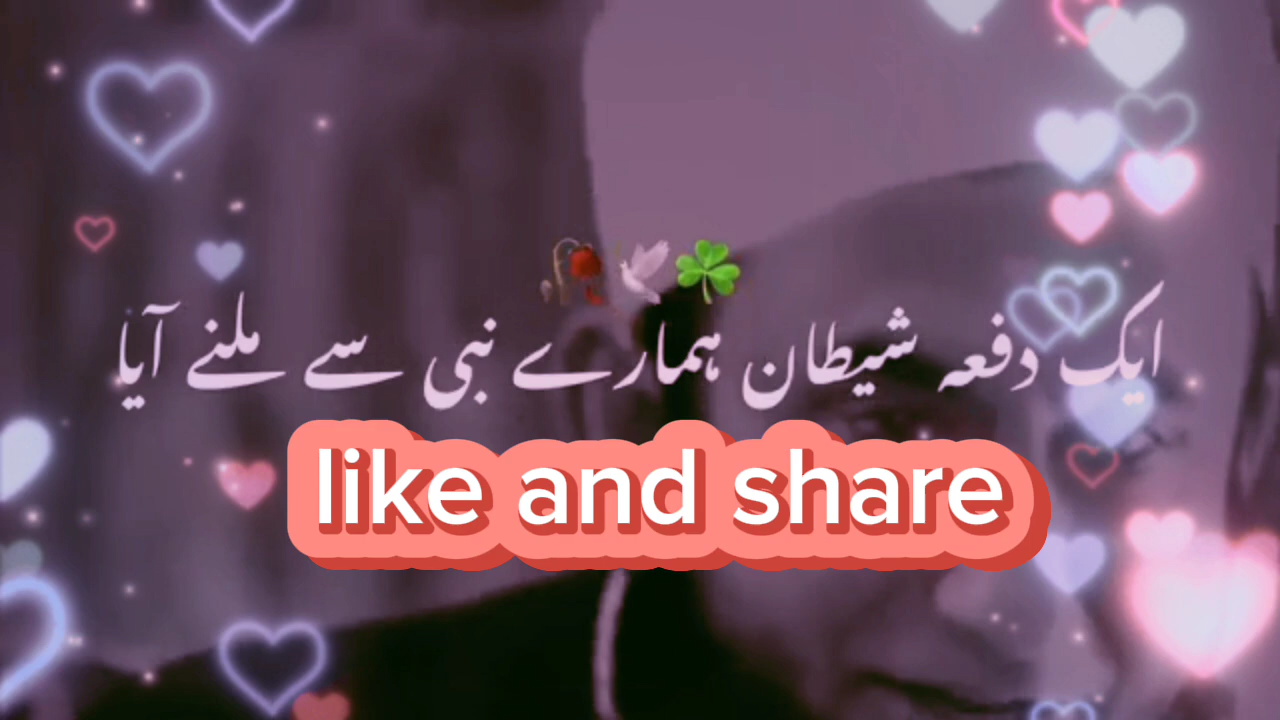 ایک دفعہ شیطان ہمارے نبی سے ملنے آیا
like and share